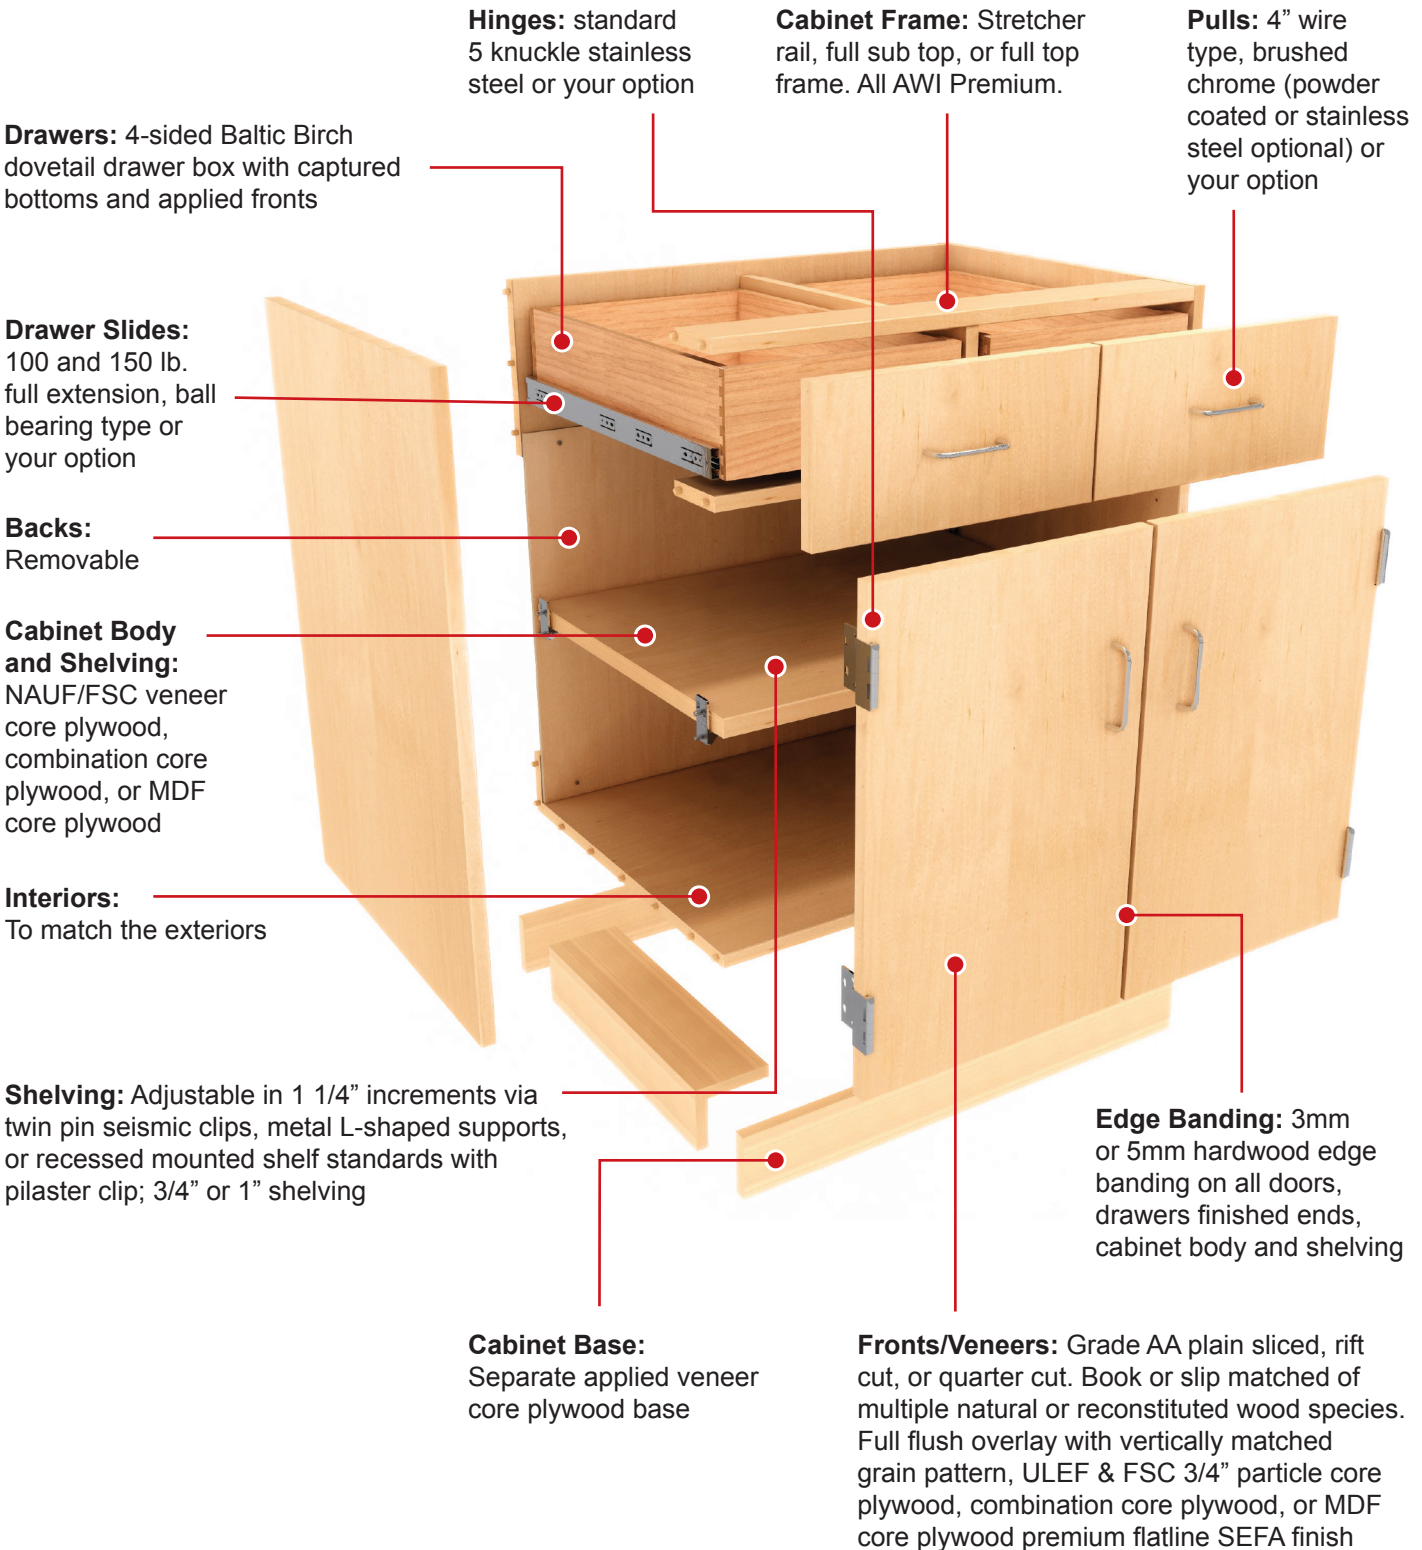 Hinges: standard
5 knuckle stainless
steel or your option
Cabinet Frame: Stretcher
rail, full sub top, or full top
frame. All AWI Premium.
Pulls: 4” wire
type, brushed
chrome (powder
coated or stainless
steel optional) or
your option
Drawers: 4-sided Baltic Birch
dovetail drawer box with captured
bottoms and applied fronts
Drawer Slides:
100 and 150 lb.
full extension, ball
bearing type or
your option
Backs:
Removable
Cabinet Body
and Shelving:
NAUF/FSC veneer
core plywood,
combination core
plywood, or MDF
core plywood
Interiors:
To match the exteriors
Shelving: Adjustable in 1 1/4” increments via
twin pin seismic clips, metal L-shaped supports,
or recessed mounted shelf standards with
pilaster clip; 3/4” or 1” shelving
Edge Banding: 3mm
or 5mm hardwood edge
banding on all doors,
drawers finished ends,
cabinet body and shelving
Cabinet Base:
Separate applied veneer
core plywood base
Fronts/Veneers: Grade AA plain sliced, rift
cut, or quarter cut. Book or slip matched of
multiple natural or reconstituted wood species.
Full flush overlay with vertically matched
grain pattern, ULEF & FSC 3/4” particle core
plywood, combination core plywood, or MDF
core plywood premium flatline SEFA finish